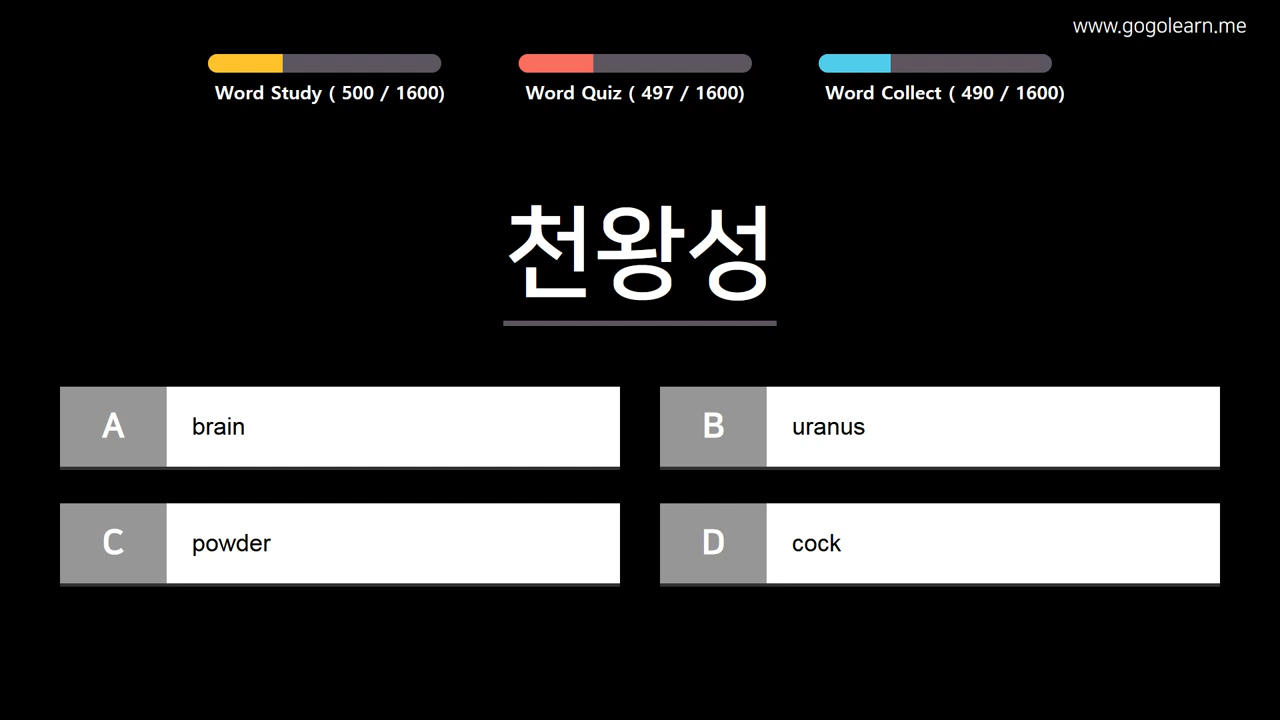 www.gogolearn.me
Word Study ( 500 / 1600)
Word Quiz ( 497 / 1600)
Word Collect ( 490 / 1600)
천왕성
A brain
B uranus
C powder
D cock